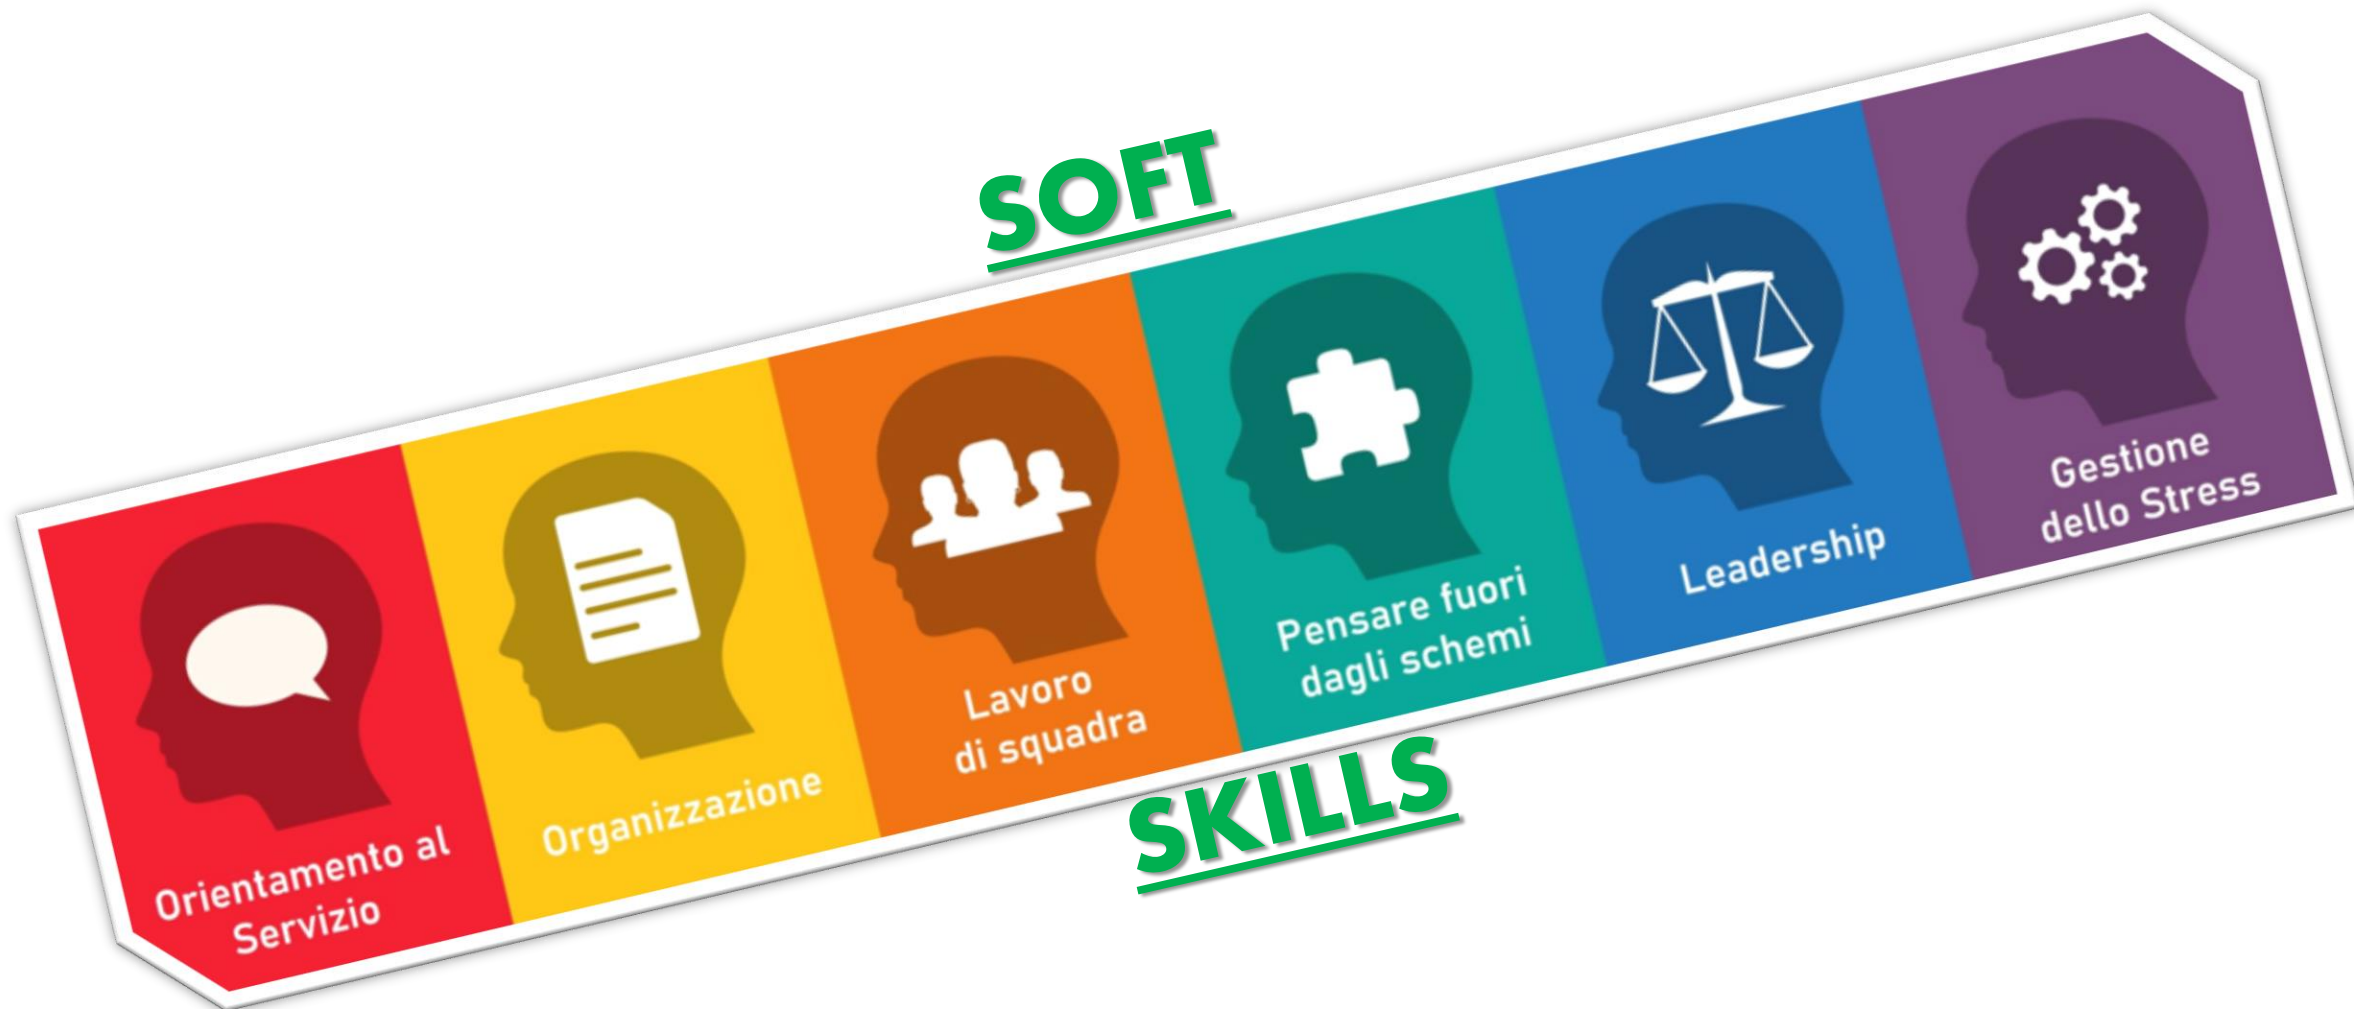 SOFT
Orientamento al
Servizio
Organizzazione
Lavoro
di squadra
Pensare fuori
dagli schemi
Leadership
Gestione
dello Stress
SKILLS